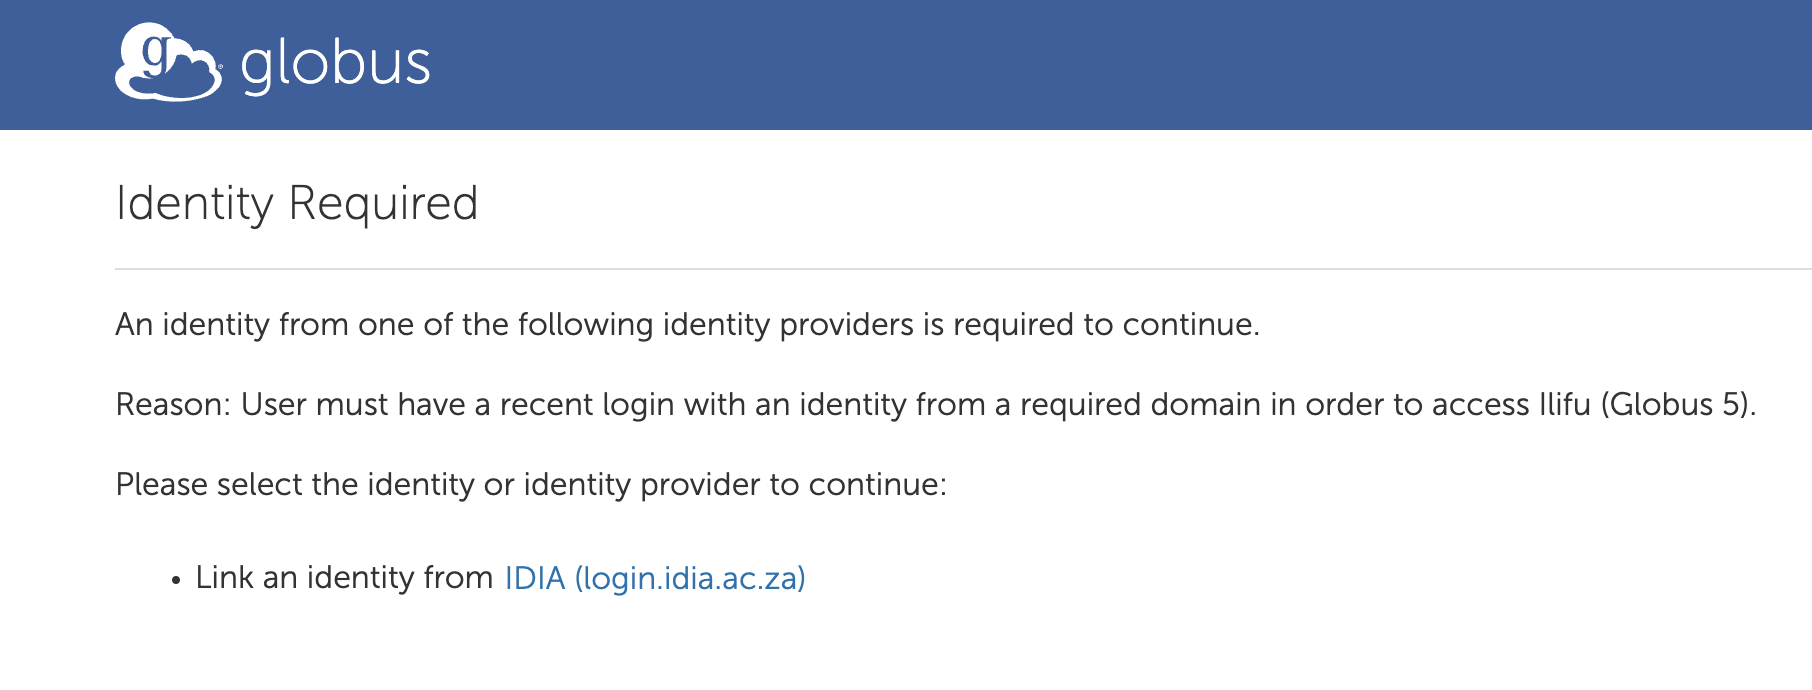 globus
Identity Required
An identity from one of the following identity providers is required to continue.
Reason: User must have a recent login with an identity from a required domain in order to access Ilifu (Globus 5).
Please select the identity or identity provider to continue:
• Link an identity from IDIA (login.idia.ac.za)